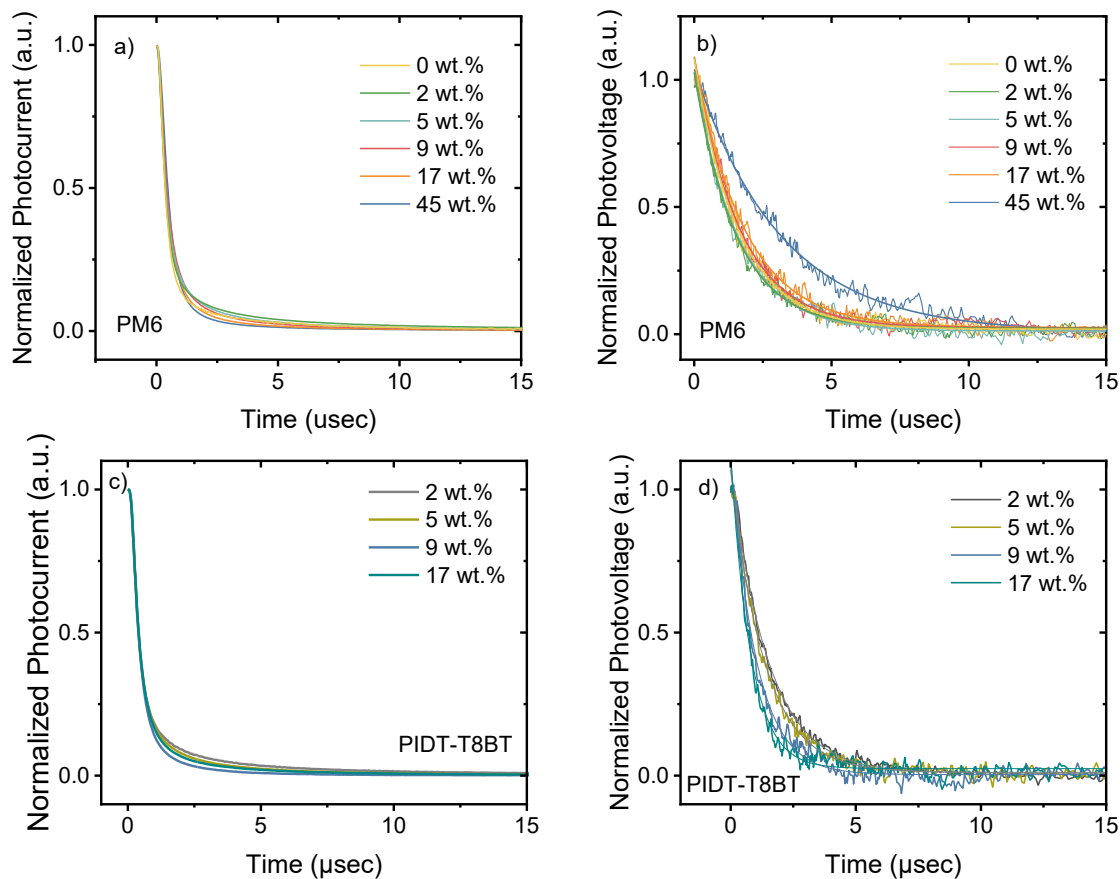 a)
Normalized Photocurrent (a.u.)
1.0
0.5
0.0
0 wt.%
2 wt.%
5 wt.%
9 wt.%
17 wt.%
45 wt.%
PM6
0
5
10
15
Time (usec)
b)
Normalized Photovoltage (a.u.)
1.0
0.5
0.0
0 wt.%
2 wt.%
5 wt.%
9 wt.%
17 wt.%
45 wt.%
PM6
0
5
10
15
Time (usec)
c)
Normalized Photocurrent (a.u.)
1.0
0.5
0.0
2 wt.%
5 wt.%
9 wt.%
17 wt.%
PIDT-T8BT
0
5
10
15
Time (µsec)
d)
Normalized Photovoltage (a.u.)
1.0
0.5
0.0
2 wt.%
5 wt.%
9 wt.%
17 wt.%
PIDT-T8BT
0
5
10
15
Time (µsec)